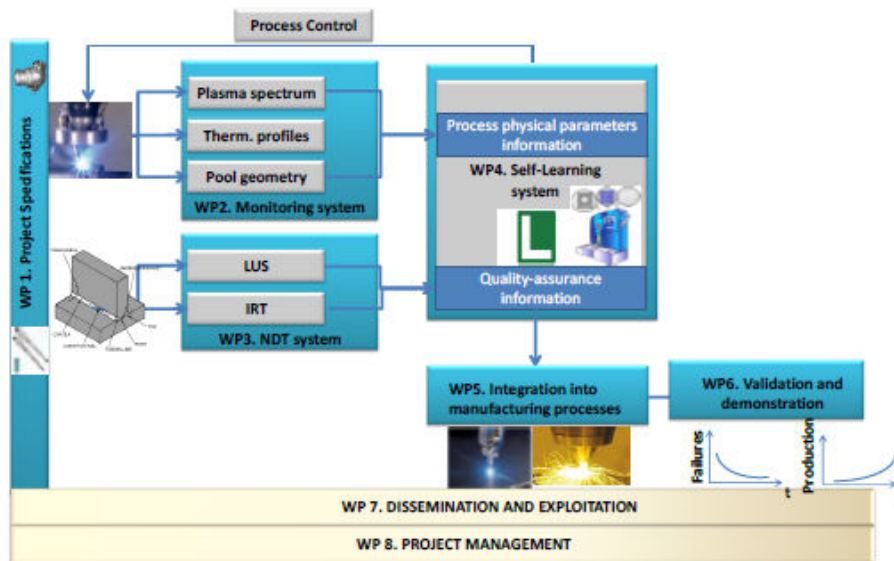 Process Control
WP 1. Project Spedfications
Plasma spectrum
Therm. profiles
Pool geometry
WP2. Monitoring system
Process physical parameters
information
WP4. Self-Learning
system
L
Quality-assurance
information
LUS
IRT
WP3. NDT system
WP5. Integration into
manufacturing processes
WP6. Validation and
demonstration
Failures
t
Production
WP 7. DISSEMINATION AND EXPLOITATION
WP 8. PROJECT MANAGEMENT